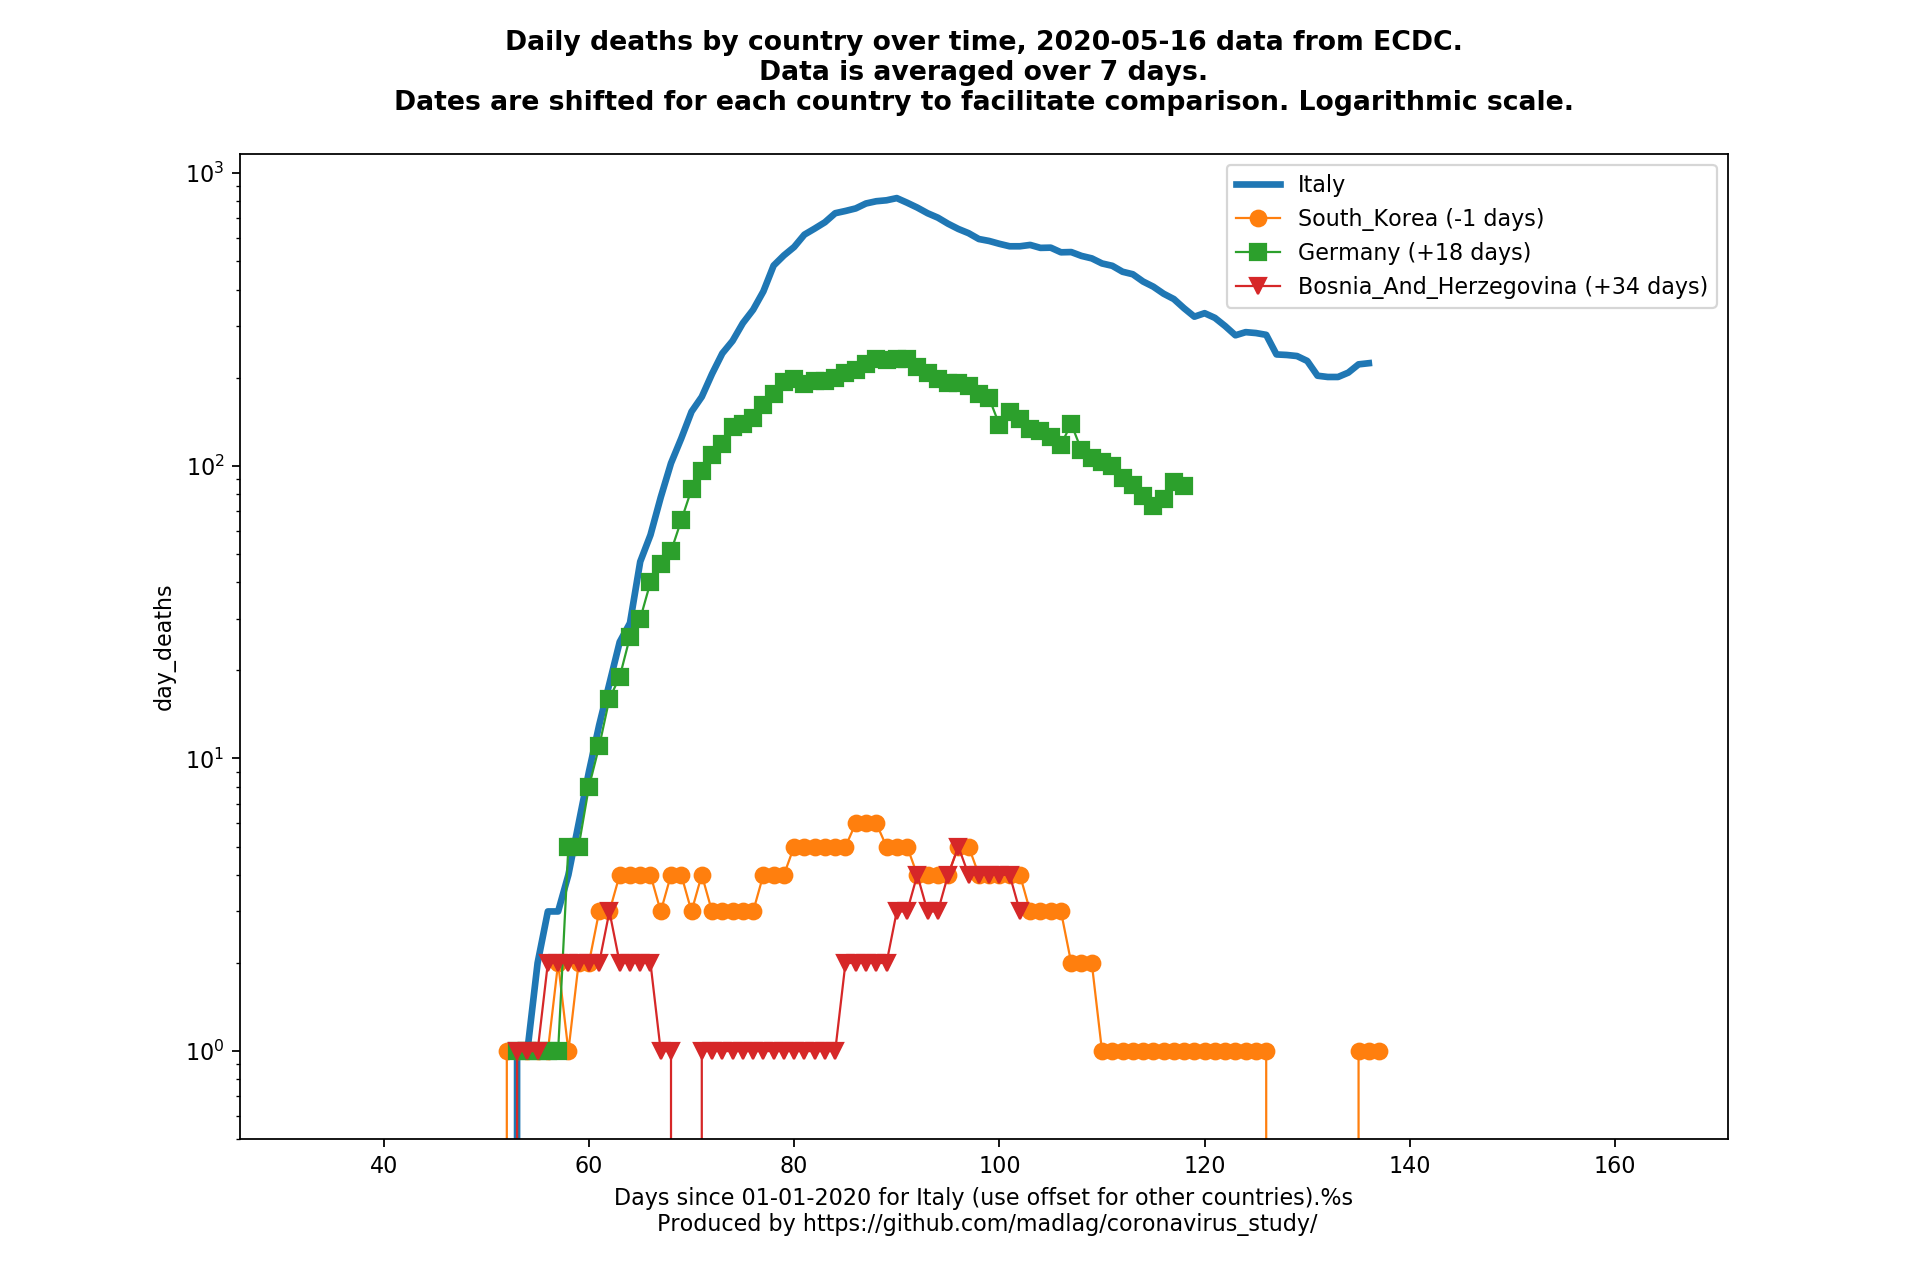 Daily deaths by country over time, 2020-05-16 data from ECDC.
Data is averaged over 7 days.
Dates are shifted for each country to facilitate comparison. Logarithmic scale.
10³
Italy
South_Korea (-1 days)
Germany (+18 days)
Bosnia_And_Herzegovina (+34 days)
10²
day_deaths
10¹
10⁰
40 60 80 100 120 140 160
Days since 01-01-2020 for Italy (use offset for other countries).%s
Produced by https://github.com/madlag/coronavirus_study/